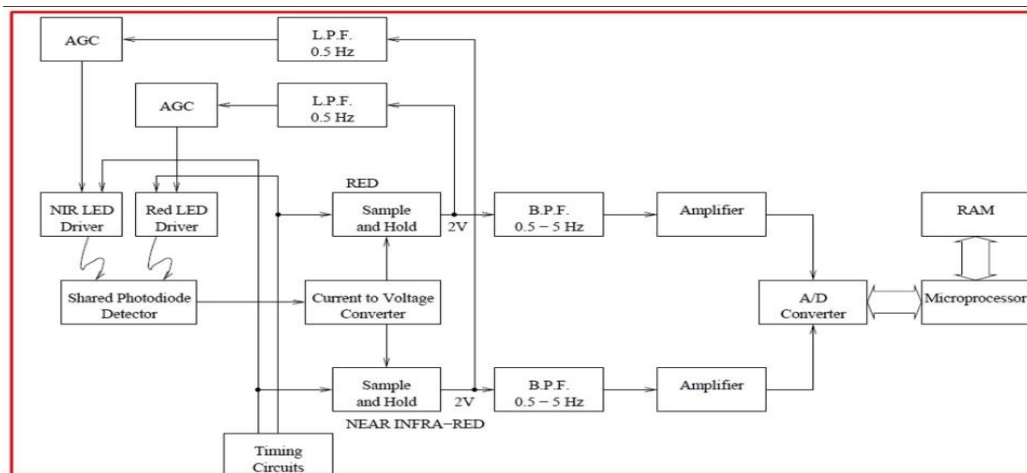 AGC
L.P.F.
0.5 Hz
AGC
L.P.F.
0.5 Hz
RED
NIR LED
Driver
Red LED
Driver
Sample
and Hold
2V
B.P.F.
0.5 − 5 Hz
Amplifier
RAM
Shared Photodiode
Detector
Current to Voltage
Converter
A/D
Converter
Microprocessor
Sample
and Hold
2V
B.P.F.
0.5 − 5 Hz
Amplifier
NEAR INFRA−RED
Timing
Circuits